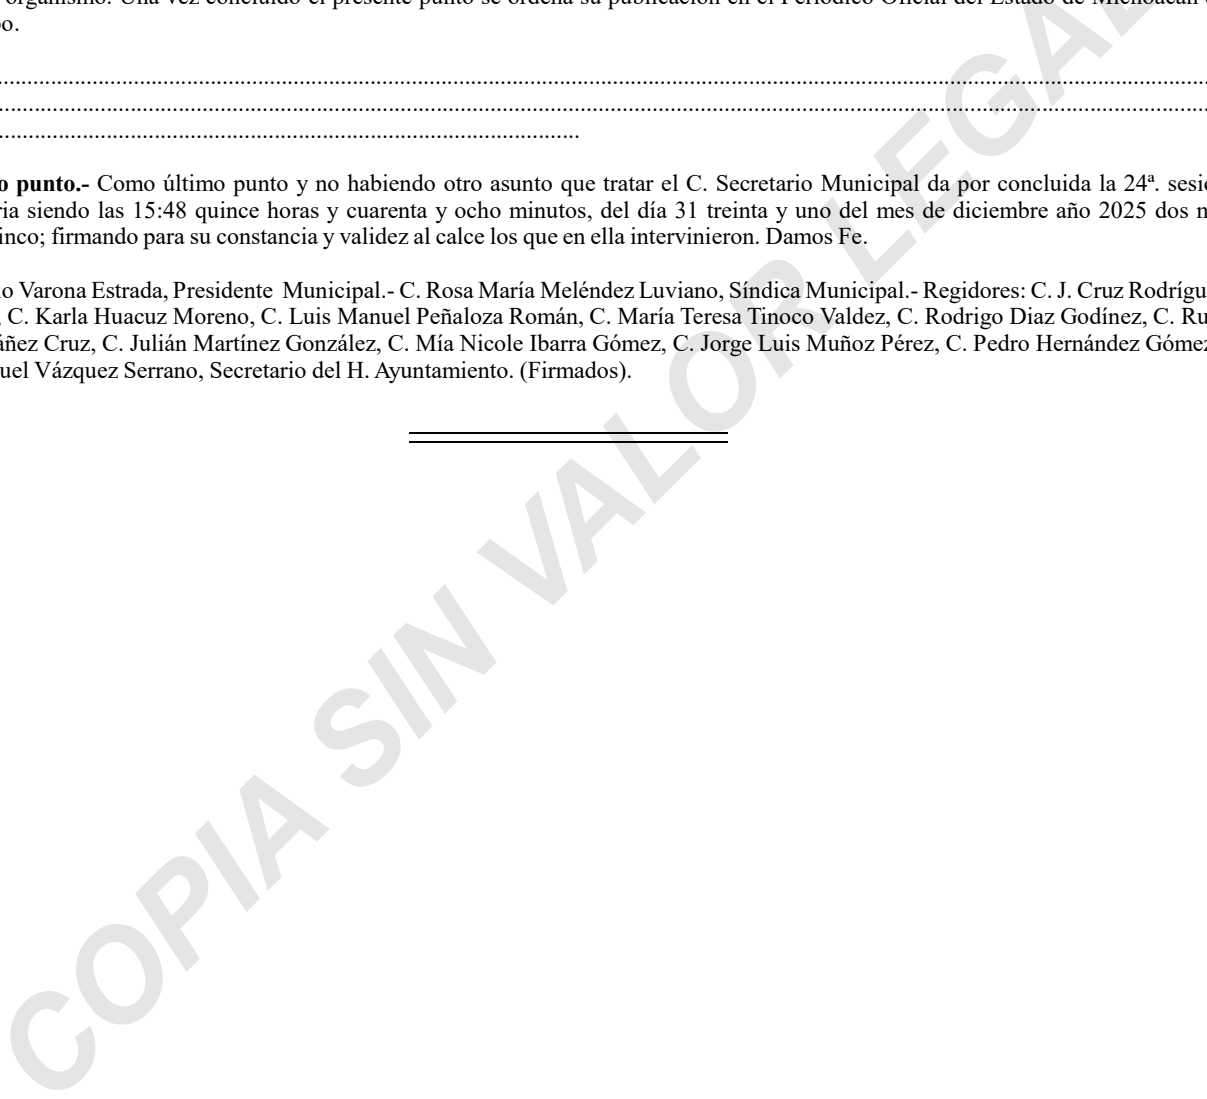 organismo. Una vez concluido el presente punto se ordena su publicación en el Periódico Oficial del Estado de Michoacán
o.
................................................................................
................................................................................
................................................................................
o punto.- Como último punto y no habiendo otro asunto que tratar el C. Secretario Municipal da por concluida la 24ª. sesió
ria siendo las 15:48 quince horas y cuarenta y ocho minutos, del día 31 treinta y uno del mes de diciembre año 2025 dos m
inco; firmando para su constancia y validez al calce los que en ella intervinieron. Damos Fe.
o Varona Estrada, Presidente Municipal.- C. Rosa María Meléndez Luviano, Síndica Municipal.- Regidores: C. J. Cruz Rodrígu
, C. Karla Huacuz Moreno, C. Luis Manuel Peñaloza Román, C. María Teresa Tinoco Valdez, C. Rodrigo Diaz Godínez, C. Ru
áñez Cruz, C. Julián Martínez González, C. Mía Nicole Ibarra Gómez, C. Jorge Luis Muñoz Pérez, C. Pedro Hernández Gómez
uel Vázquez Serrano, Secretario del H. Ayuntamiento. (Firmados).
COPIA SIN VALOR LEGAL